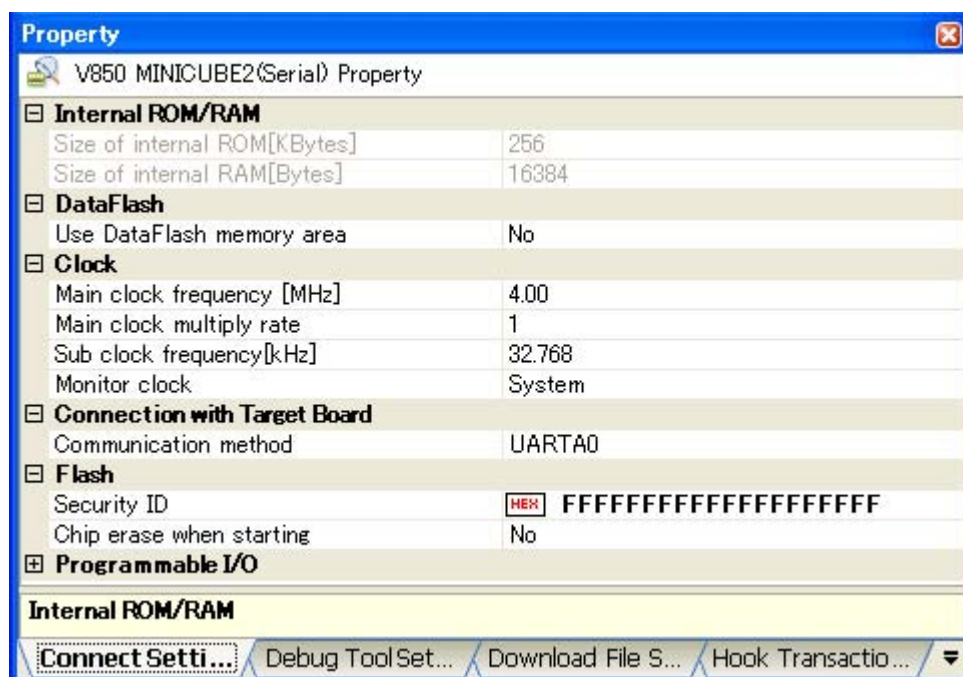 Property
V850 MINICUBE2(Serial) Property
Internal ROM/RAM
Size of internal ROM[KBytes] 256
Size of internal RAM[Bytes] 16384
DataFlash
Use DataFlash memory area No
Clock
Main clock frequency [MHz] 4.00
Main clock multiply rate 1
Sub clock frequency[kHz] 32.768
Monitor clock System
Connection with Target Board
Communication method UARTA0
Flash
Security ID HEX FFFFFFFFFFFFFFFFFFFF
Chip erase when starting No
Programmable I/O
Internal ROM/RAM
Connect Setti... Debug Tool Set... Download File S... Hook Transactio...